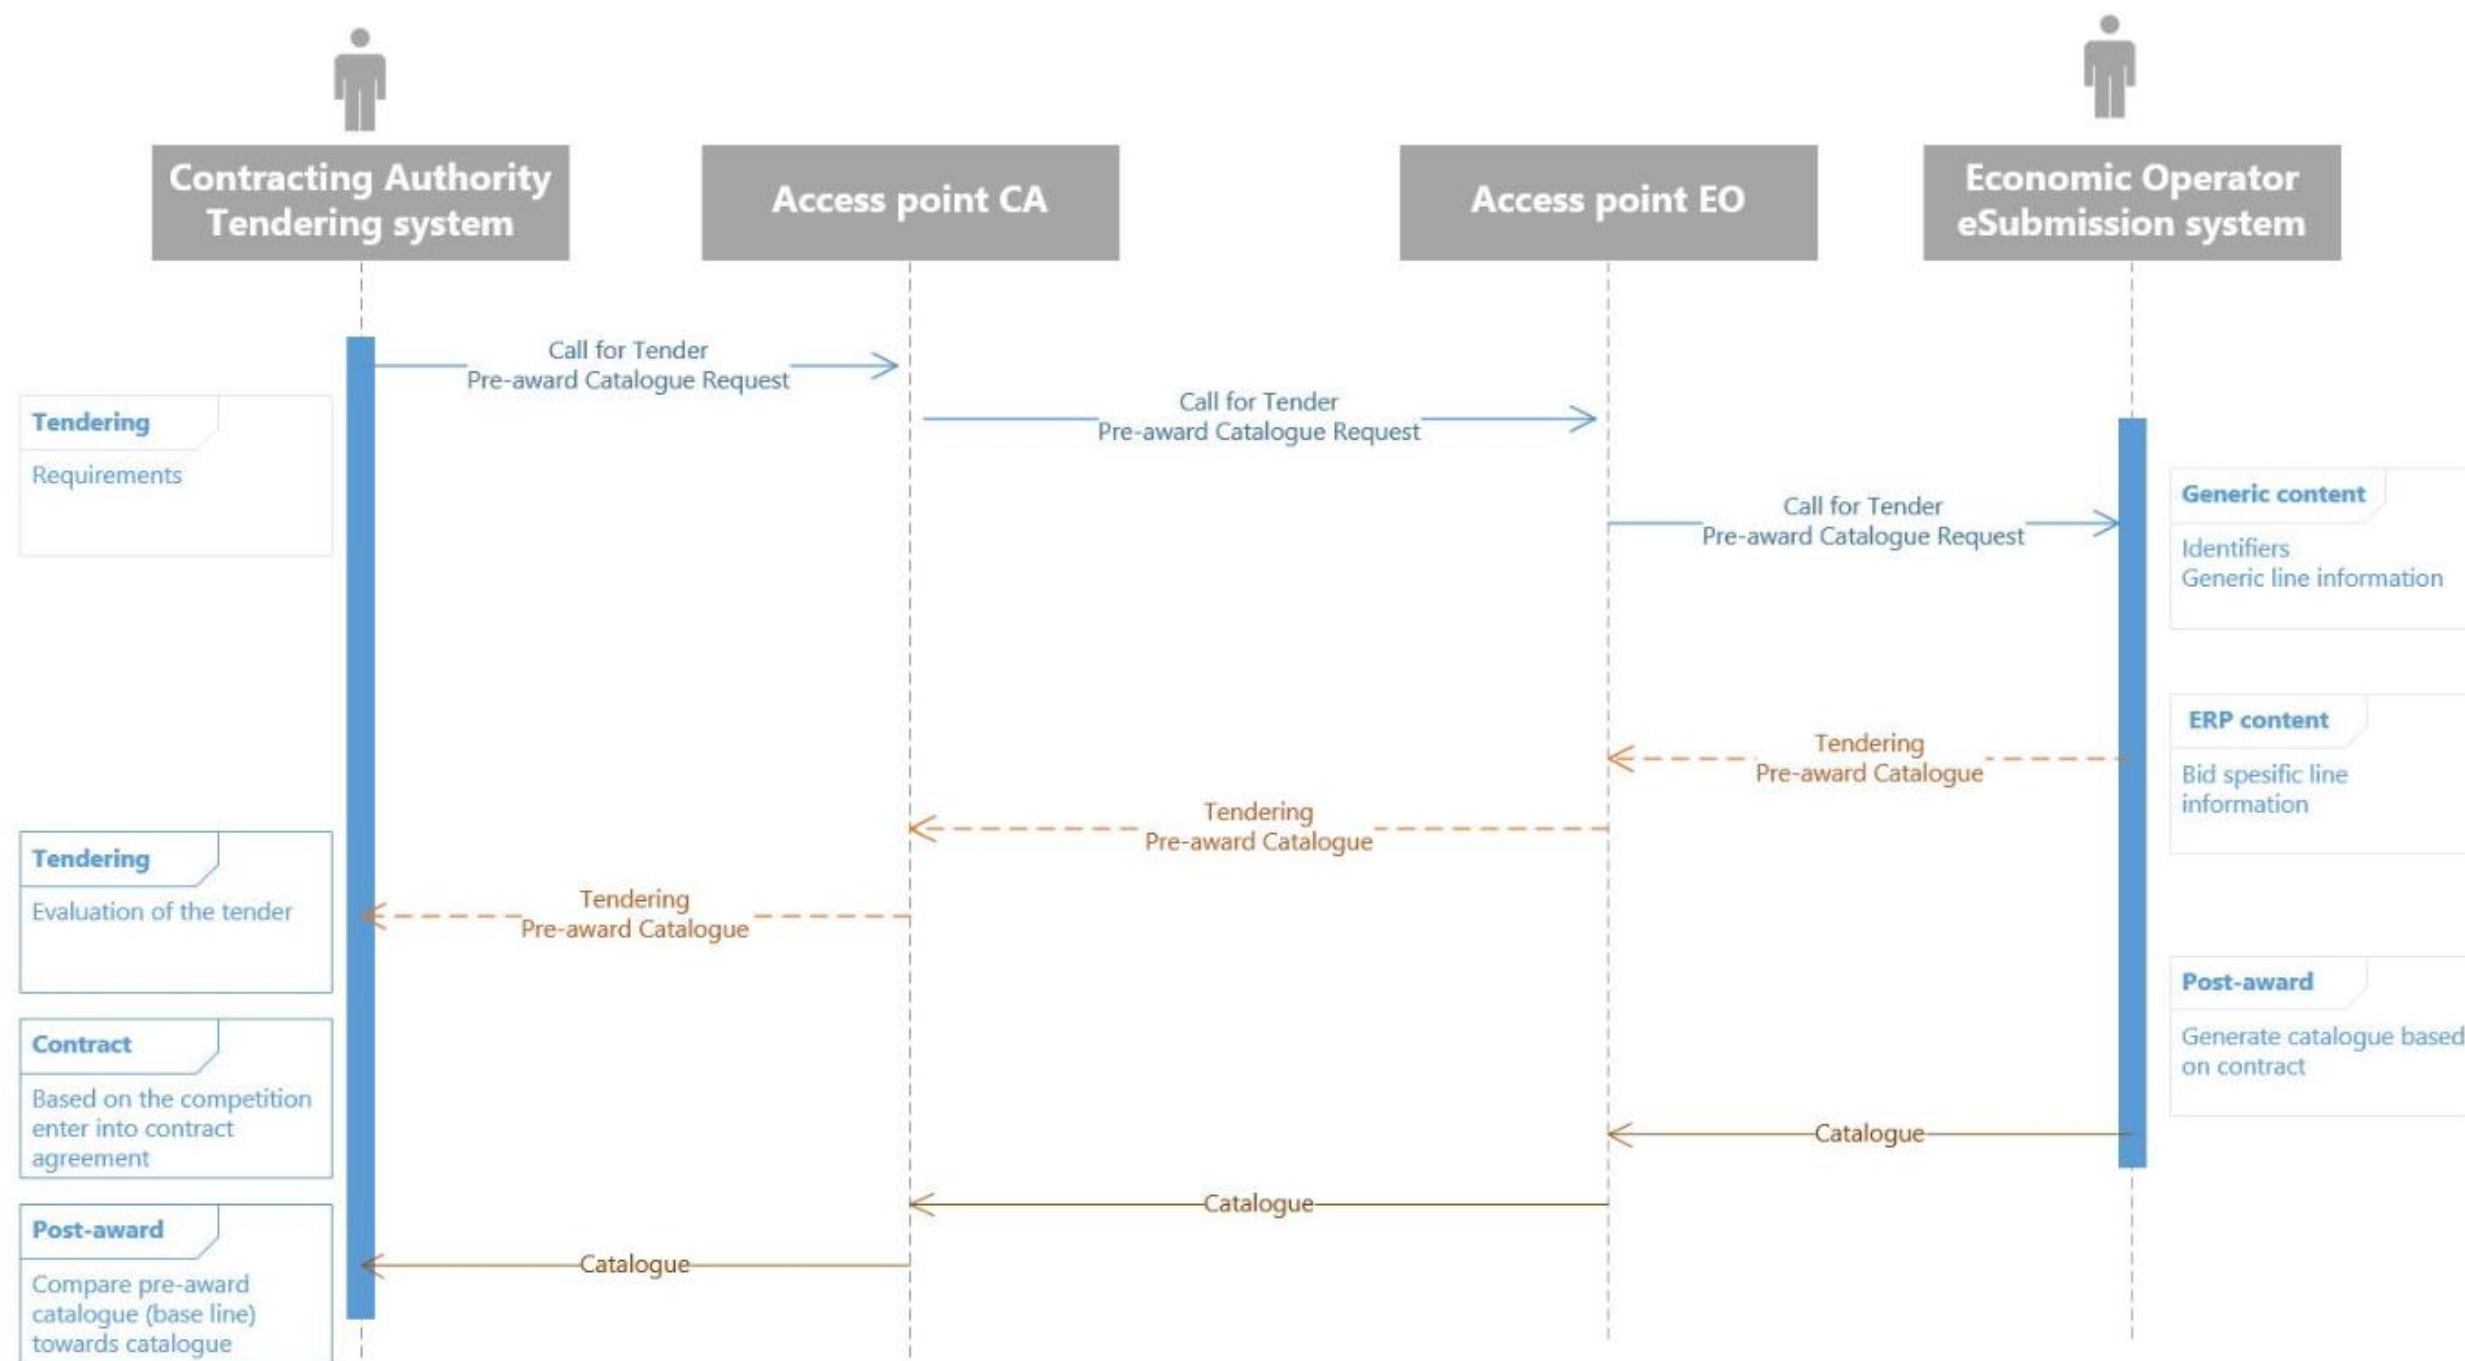 Contracting Authority
Tendering system
Access point CA
Access point EO
Economic Operator
eSubmission system
Call for Tender
Pre-award Catalogue Request
Call for Tender
Pre-award Catalogue Request
Tendering
Requirements
Call for Tender
Pre-award Catalogue Request
Generic content
Identifiers
Generic line information
ERP content
Bid spesific line
information
Tendering
Pre-award Catalogue
Tendering
Pre-award Catalogue
Tendering
Pre-award Catalogue
Tendering
Evaluation of the tender
Post-award
Generate catalogue based
on contract
Contract
Based on the competition
enter into contract
agreement
Catalogue
Catalogue
Catalogue
Post-award
Compare pre-award
catalogue (base line)
towards catalogue